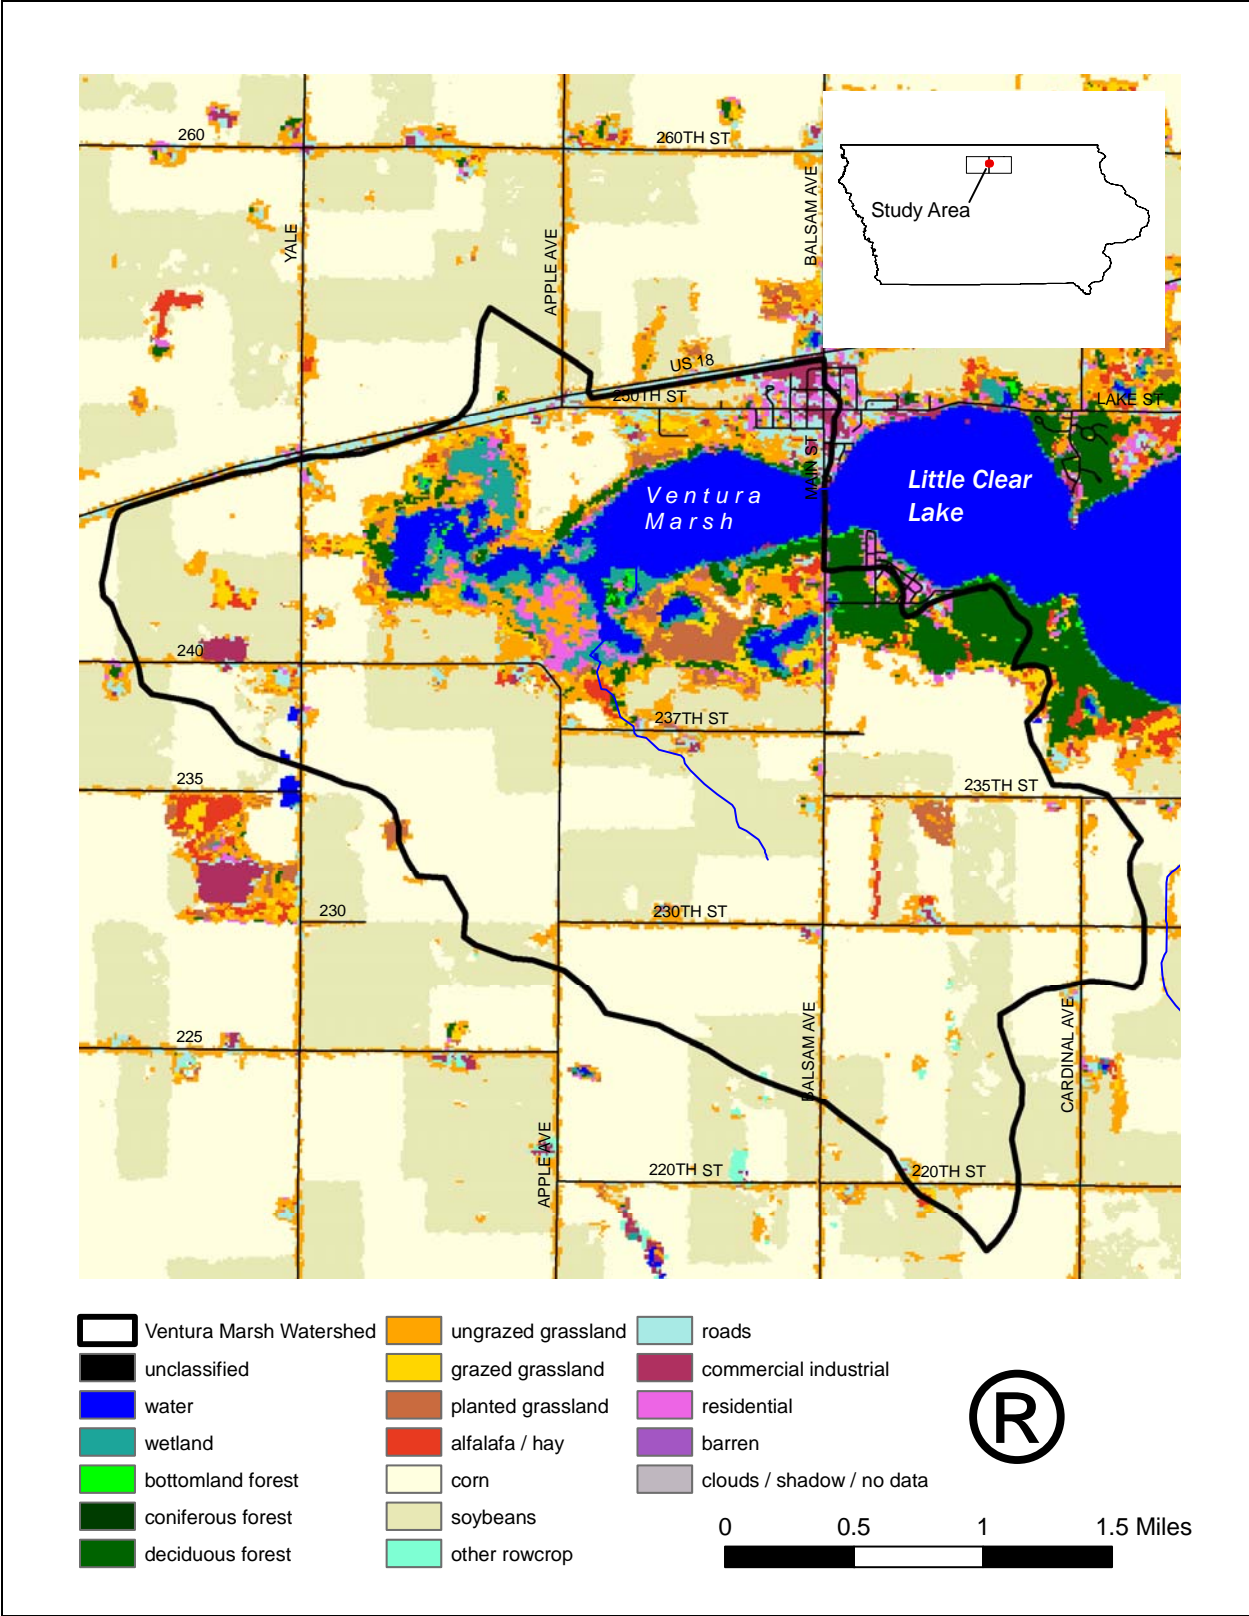 260
260TH ST
BALSAM AVE
Study Area
YALE
APPLE AVE
US 18
250TH ST
LAKE ST
MAIN ST
Ventura
Marsh
Little Clear
Lake
240
237TH ST
235
235TH ST
230
230TH ST
225
BALSAM AVE
CARDINAL AVE
APPLE AVE
220TH ST
220TH ST
Ventura Marsh Watershed
unclassified
water
wetland
bottomland forest
coniferous forest
deciduous forest
ungrazed grassland
grazed grassland
planted grassland
alfalafa / hay
corn
soybeans
other rowcrop
roads
commercial industrial
residential
barren
clouds / shadow / no data
®
0 0.5 1 1.5 Miles